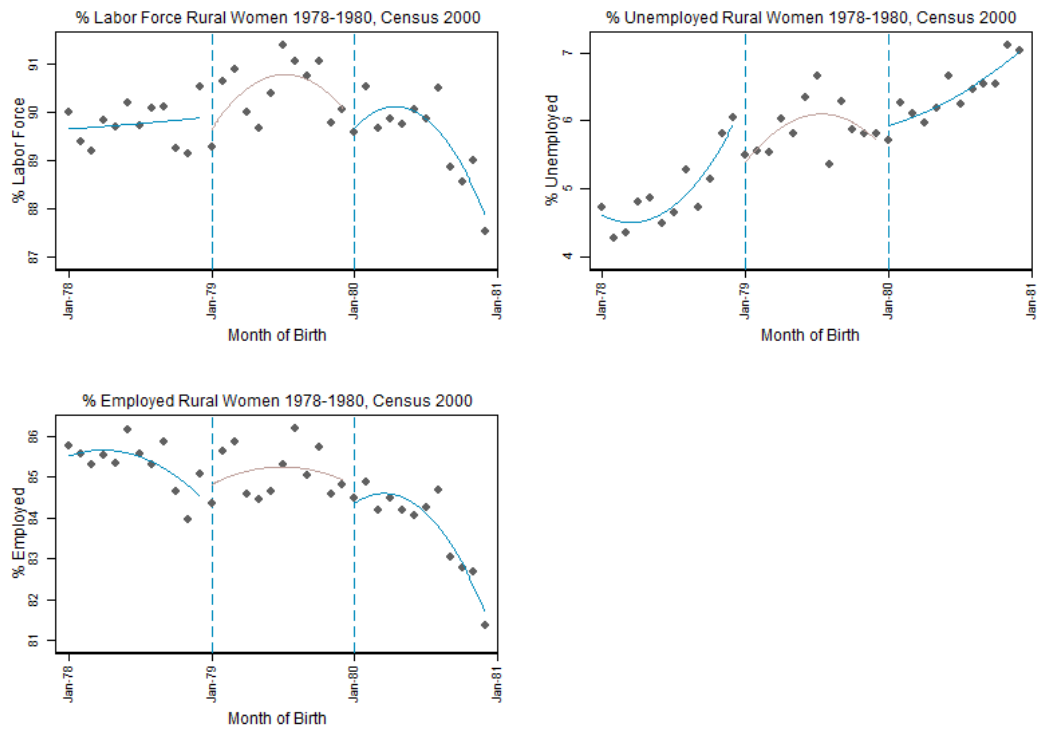 % Labor Force Rural Women 1978-1980, Census 2000
% Labor Force
91
90
89
88
87
Jan-78
Jan-79
Jan-80
Jan-81
Month of Birth
% Unemployed Rural Women 1978-1980, Census 2000
% Unemployed
7
6
5
4
Jan-78
Jan-79
Jan-80
Jan-81
Month of Birth
% Employed Rural Women 1978-1980, Census 2000
% Employed
86
85
84
83
82
81
Jan-78
Jan-79
Jan-80
Jan-81
Month of Birth